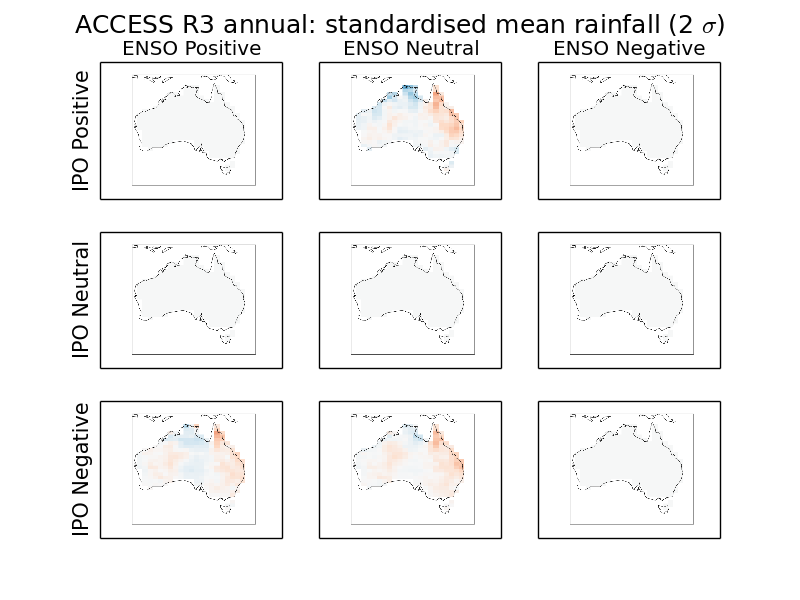 ACCESS R3 annual: standardised mean rainfall (2 σ)
ENSO Positive ENSO Neutral ENSO Negative
IPO Positive
IPO Neutral
IPO Negative